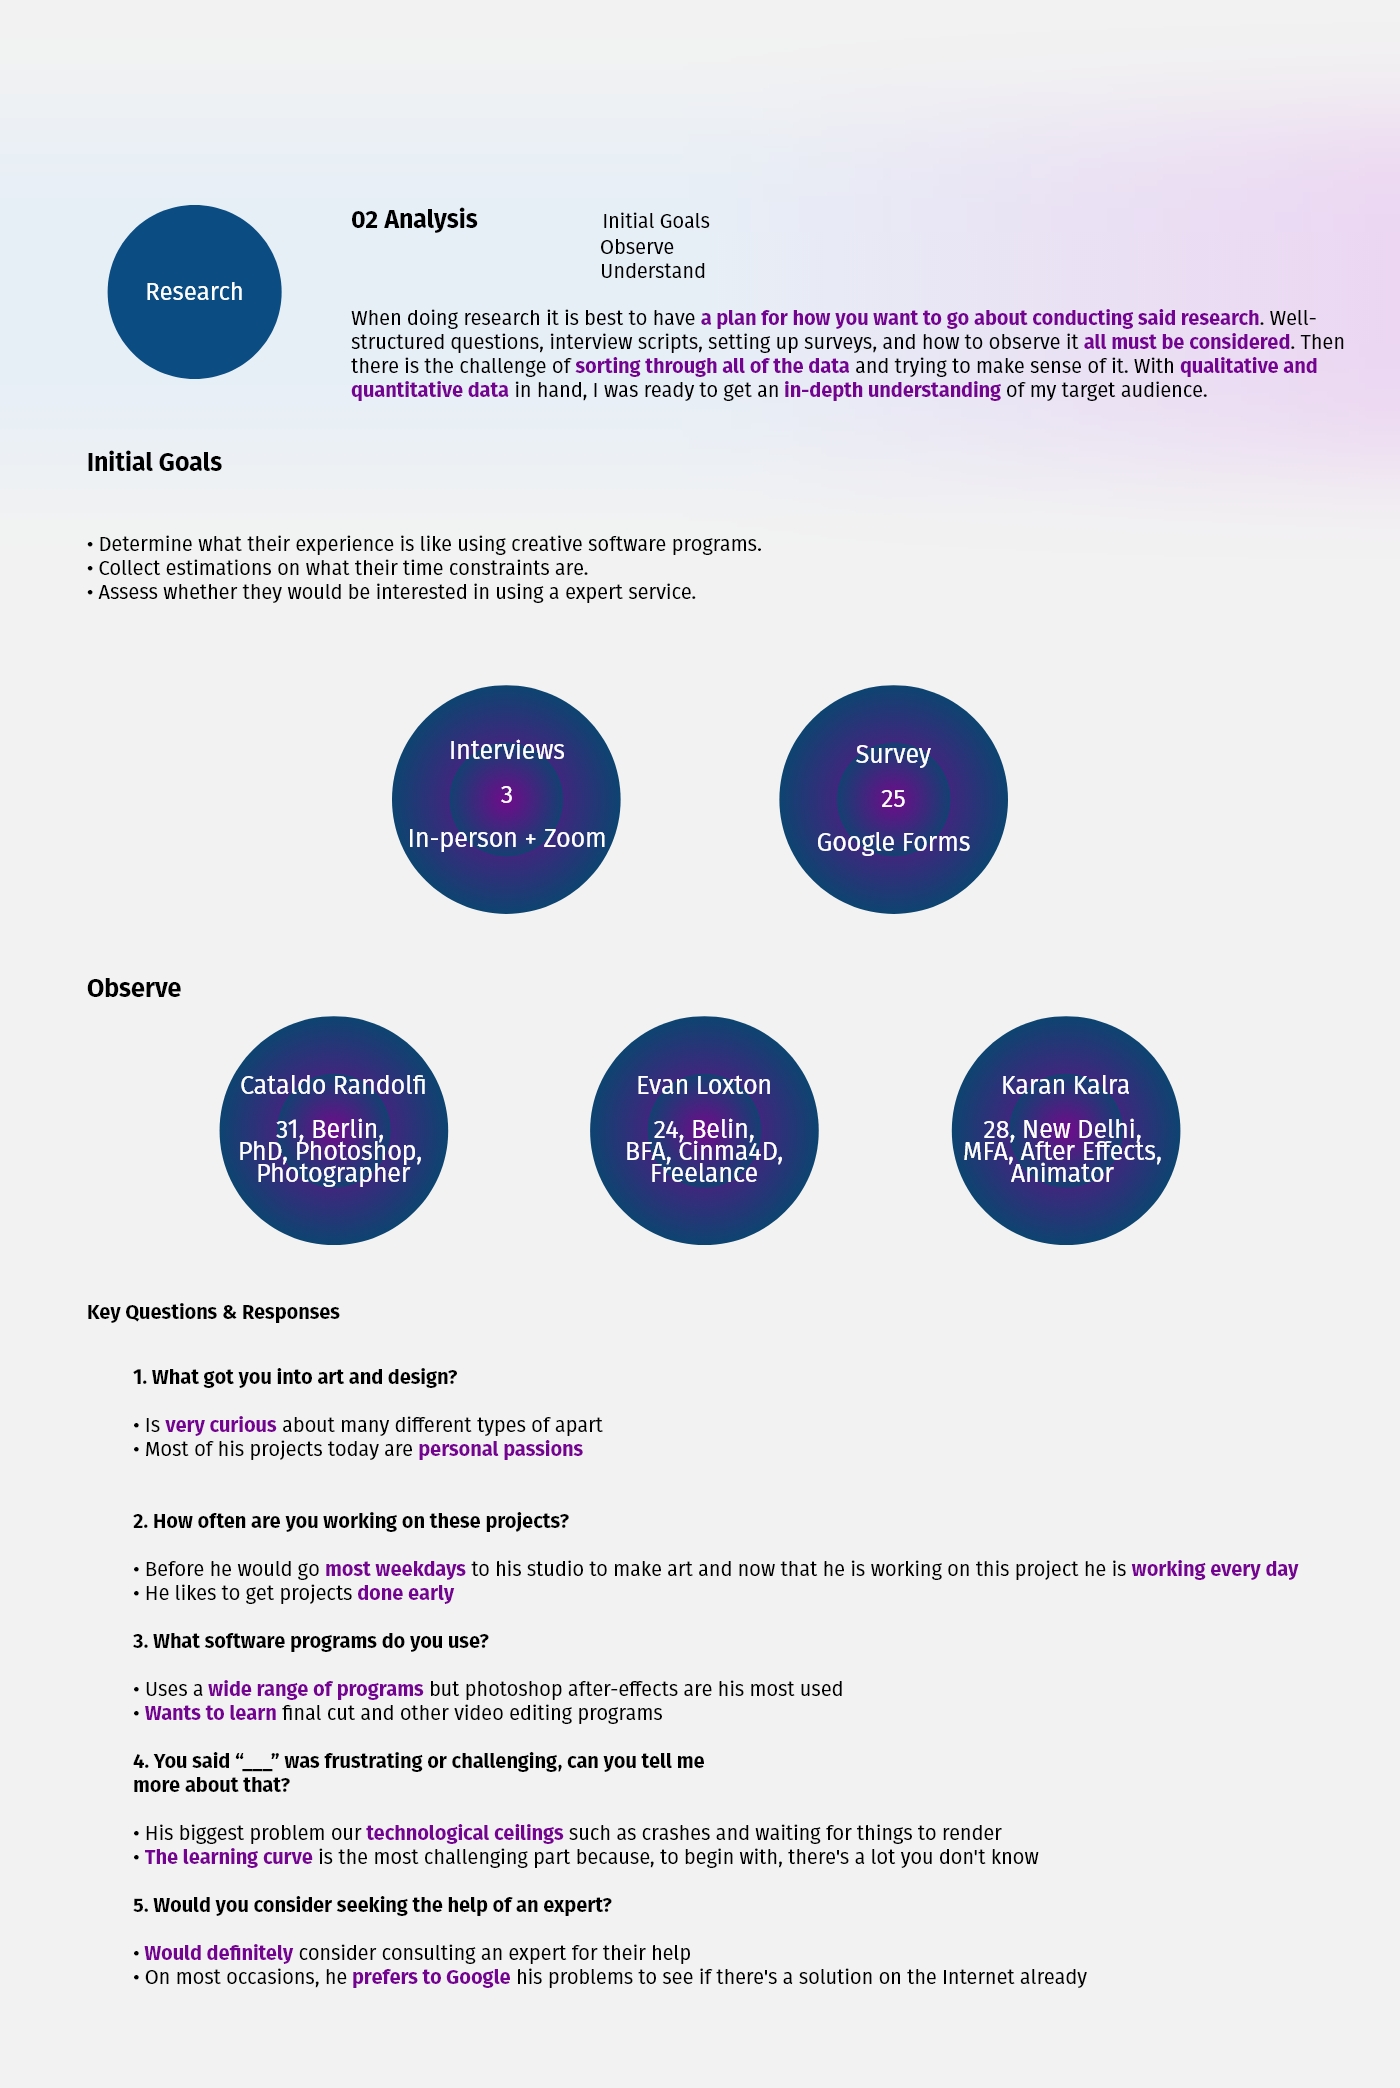 Research
02 Analysis
Initial Goals
Observe
Understand
When doing research it is best to have a plan for how you want to go about conducting said research. Well-
structured questions, interview scripts, setting up surveys, and how to observe it all must be considered. Then
there is the challenge of sorting through all of the data and trying to make sense of it. With qualitative and
quantitative data in hand, I was ready to get an in-depth understanding of my target audience.
Initial Goals
• Determine what their experience is like using creative software programs.
• Collect estimations on what their time constraints are.
• Assess whether they would be interested in using a expert service.
Interviews
3
In-person + Zoom
Survey
25
Google Forms
Observe
Cataldo Randolfi
31, Berlin,
PhD, Photoshop,
Photographer
Evan Loxton
24, Belin,
BFA, Cinma4D,
Freelance
Karan Kalra
28, New Delhi,
MFA, After Effects,
Animator
Key Questions & Responses
1. What got you into art and design?
• Is very curious about many different types of apart
• Most of his projects today are personal passions
2. How often are you working on these projects?
• Before he would go most weekdays to his studio to make art and now that he is working on this project he is working every day
• He likes to get projects done early
3. What software programs do you use?
• Uses a wide range of programs but photoshop after-effects are his most used
• Wants to learn final cut and other video editing programs
4. You said “___” was frustrating or challenging, can you tell me
more about that?
• His biggest problem our technological ceilings such as crashes and waiting for things to render
• The learning curve is the most challenging part because, to begin with, there's a lot you don't know
5. Would you consider seeking the help of an expert?
• Would definitely consider consulting an expert for their help
• On most occasions, he prefers to Google his problems to see if there's a solution on the Internet already